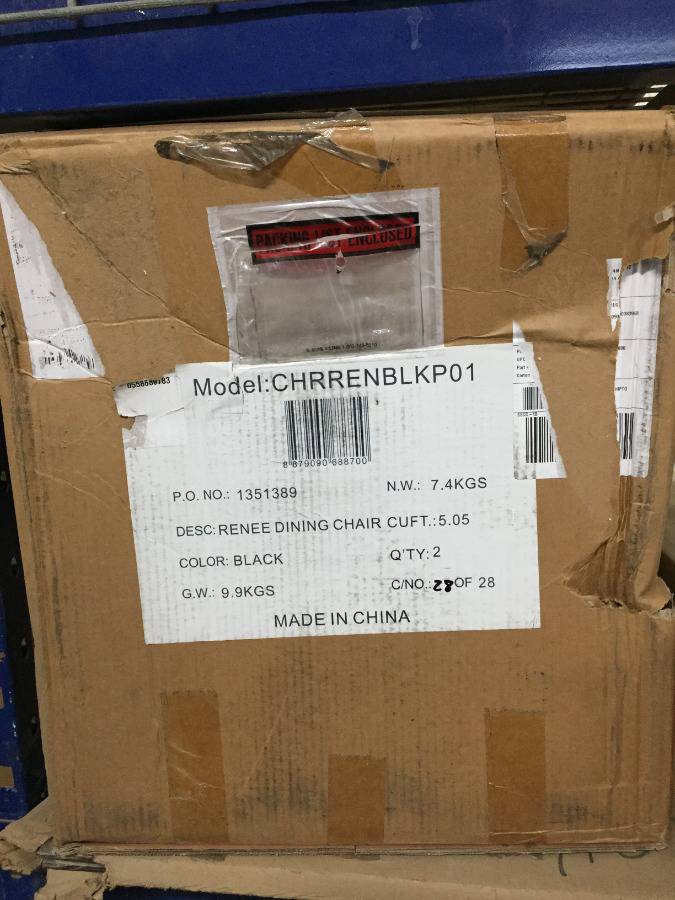 PACKING LIST ENCLOSED
Model:CHRRENBLKP01
8 879090 688700
P.O. NO.: 1351389
N.W.: 7.4KGS
DESC: RENEE DINING CHAIR CUFT.:5.05
COLOR: BLACK
Q'TY: 2
G.W.: 9.9KGS
C/NO.: 28 OF 28
MADE IN CHINA